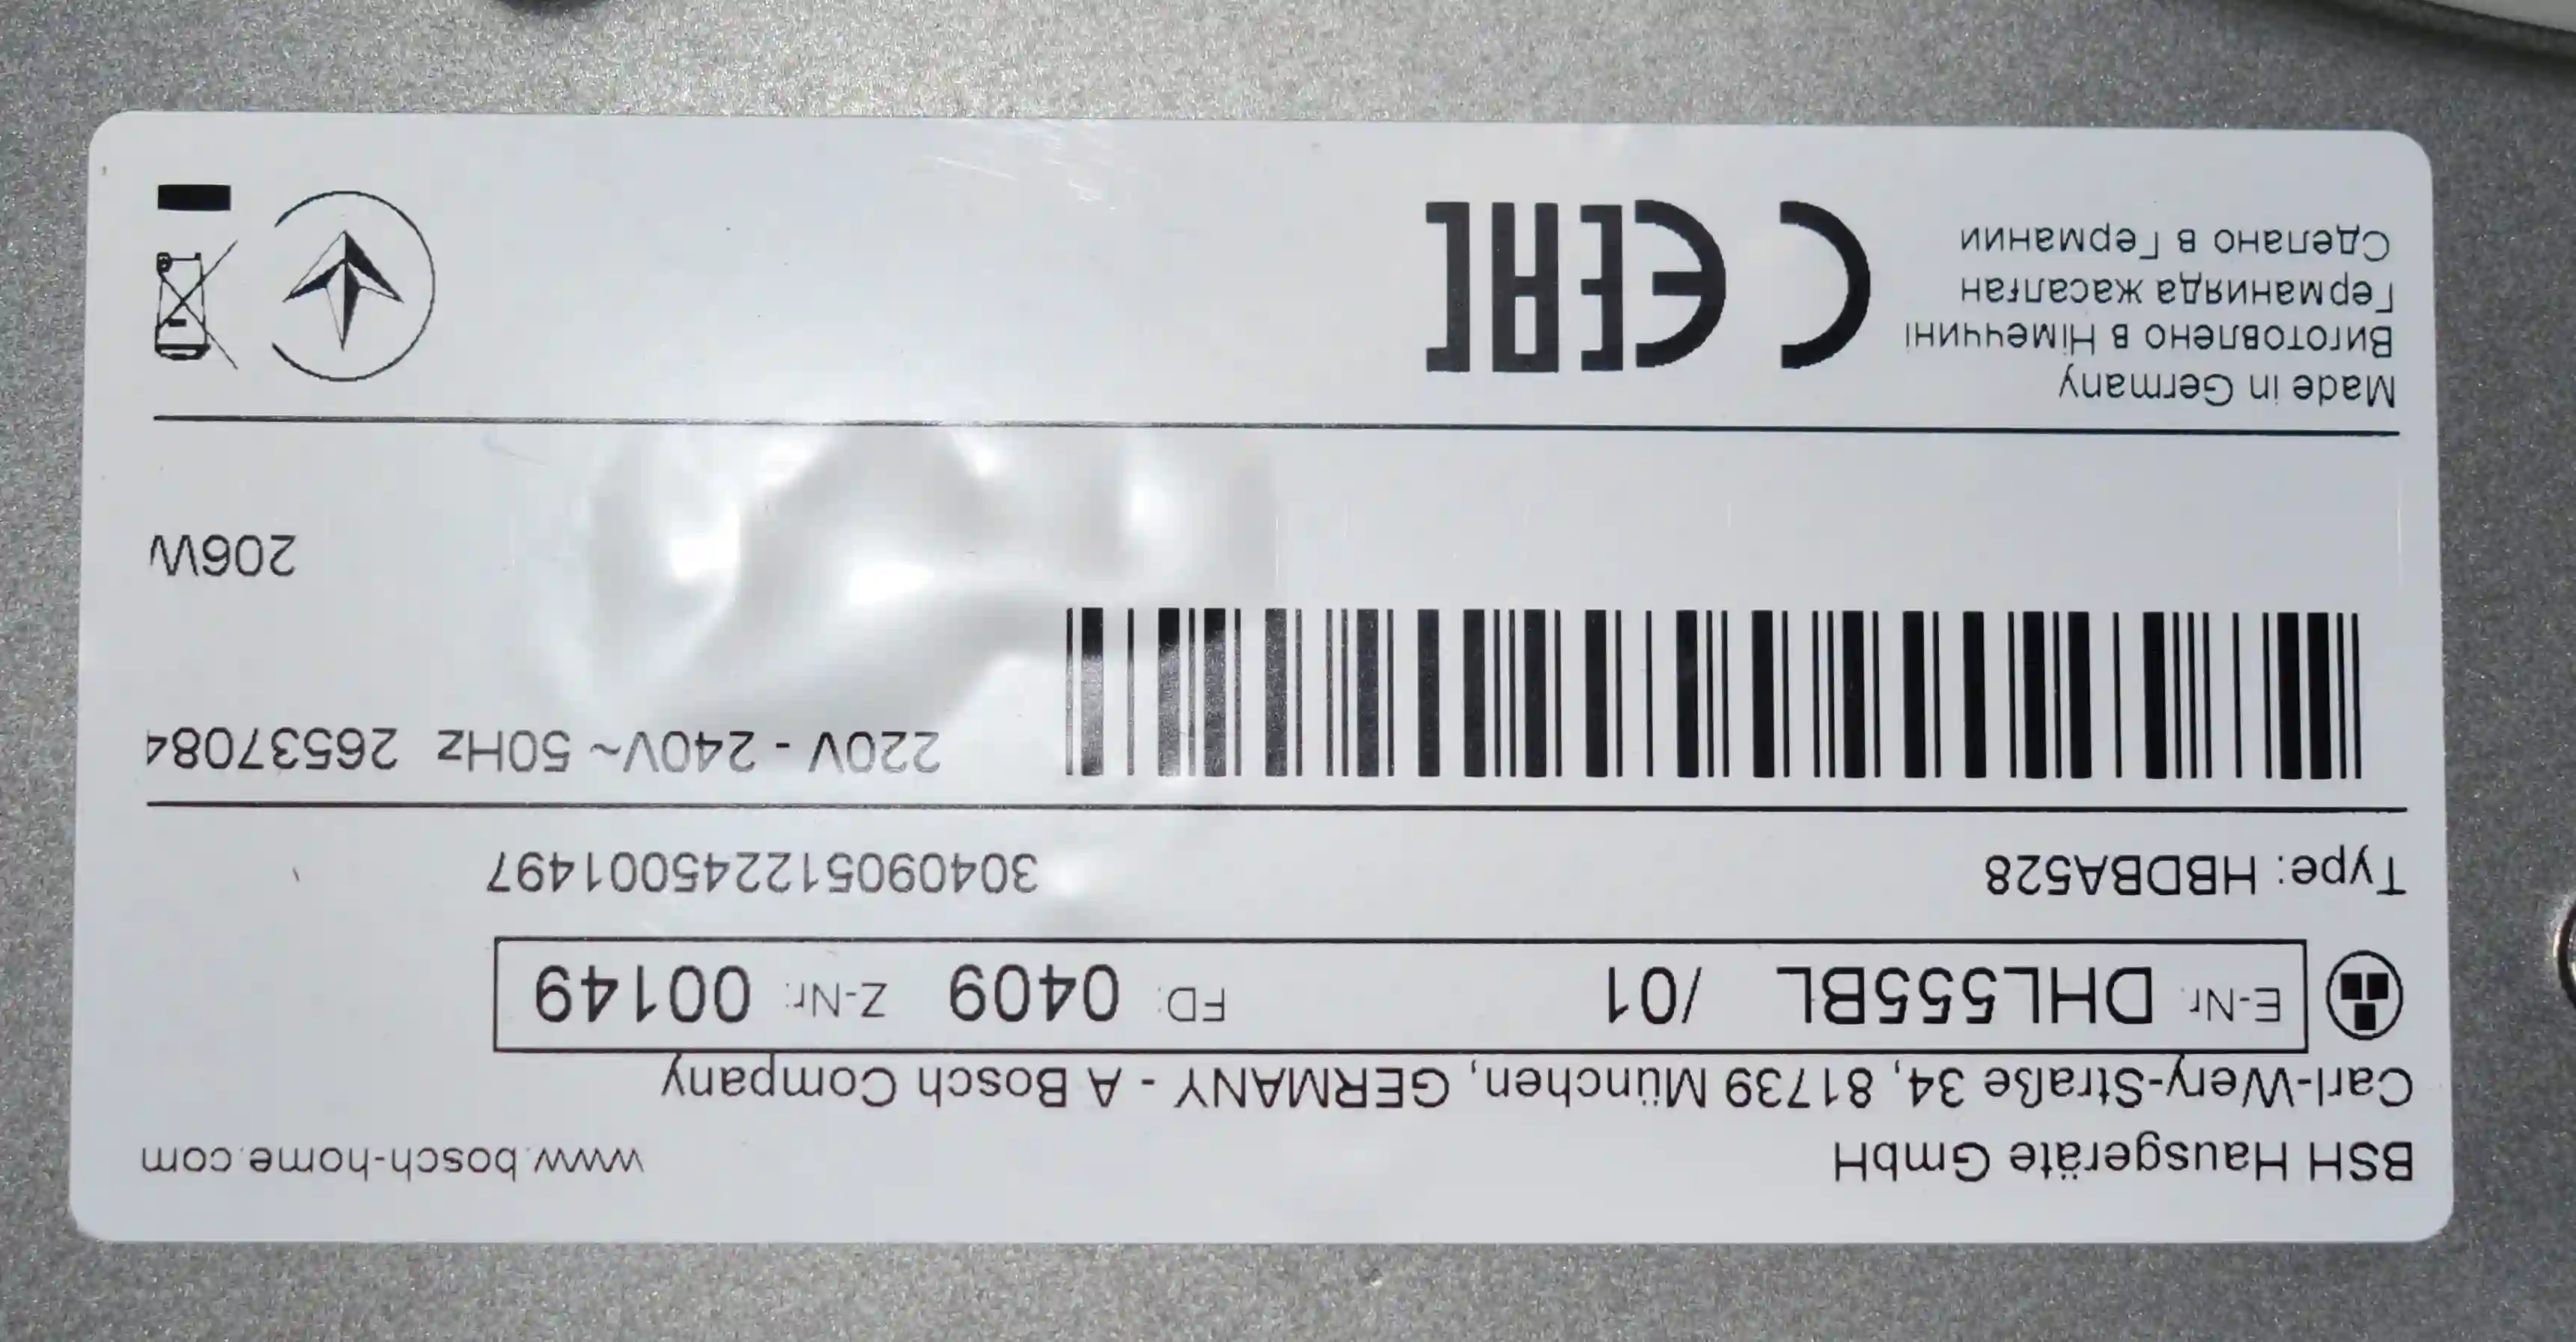 BSH Hausgeräte GmbH www.bosch-home.com
Carl-Wery-Straße 34, 81739 München, GERMANY - A Bosch Company
E-Nr. DHL555BL /01 FD: 0409 Z-Nr: 00149
Type: HBDBA528 304090512245001497
220V - 240V~ 50Hz 26537084
206W
Made in Germany
Виготовлено в Німеччині
Германияда жасалған
Сделано в Германии
CE EAC